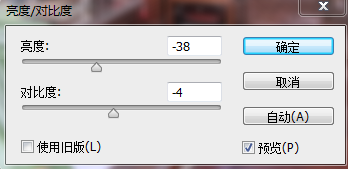 亮度/对比度
亮度: -38
确定
取消
对比度: -4
自动(A)
使用旧版(L)
预览(P)